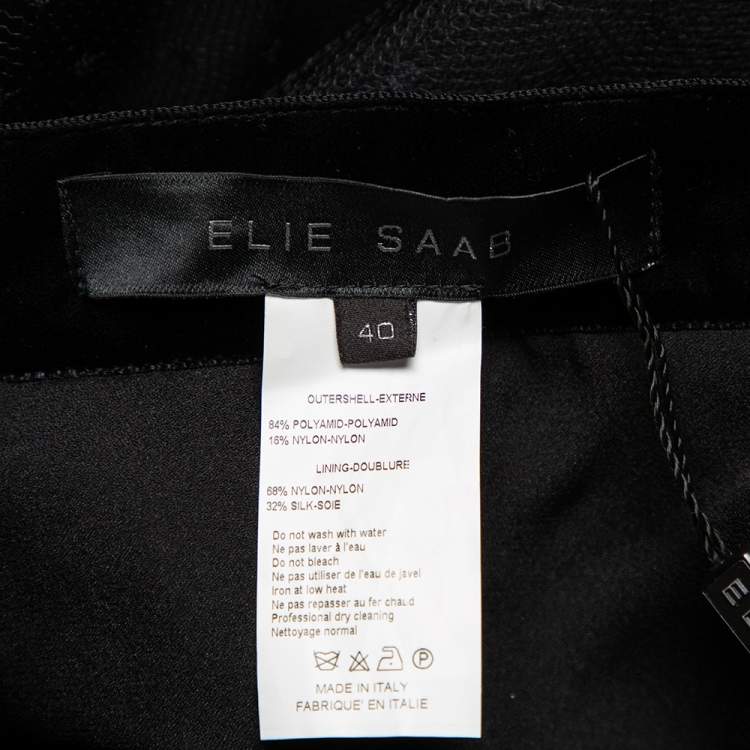 ELIE SAAB
40
OUTERSHELL-EXTERNE
84% POLYAMID-POLYAMID
16% NYLON-NYLON
LINING-DOUBLURE
68% NYLON-NYLON
32% SILK-SOIE
Do not wash with water
Ne pas laver à l'eau
Do not bleach
Ne pas utiliser de l'eau de javel
Iron at low heat
Ne pas repasser au fer chaud
Professional dry cleaning
Nettoyage normal
P
MADE IN ITALY
FABRIQUE' EN ITALIE
E